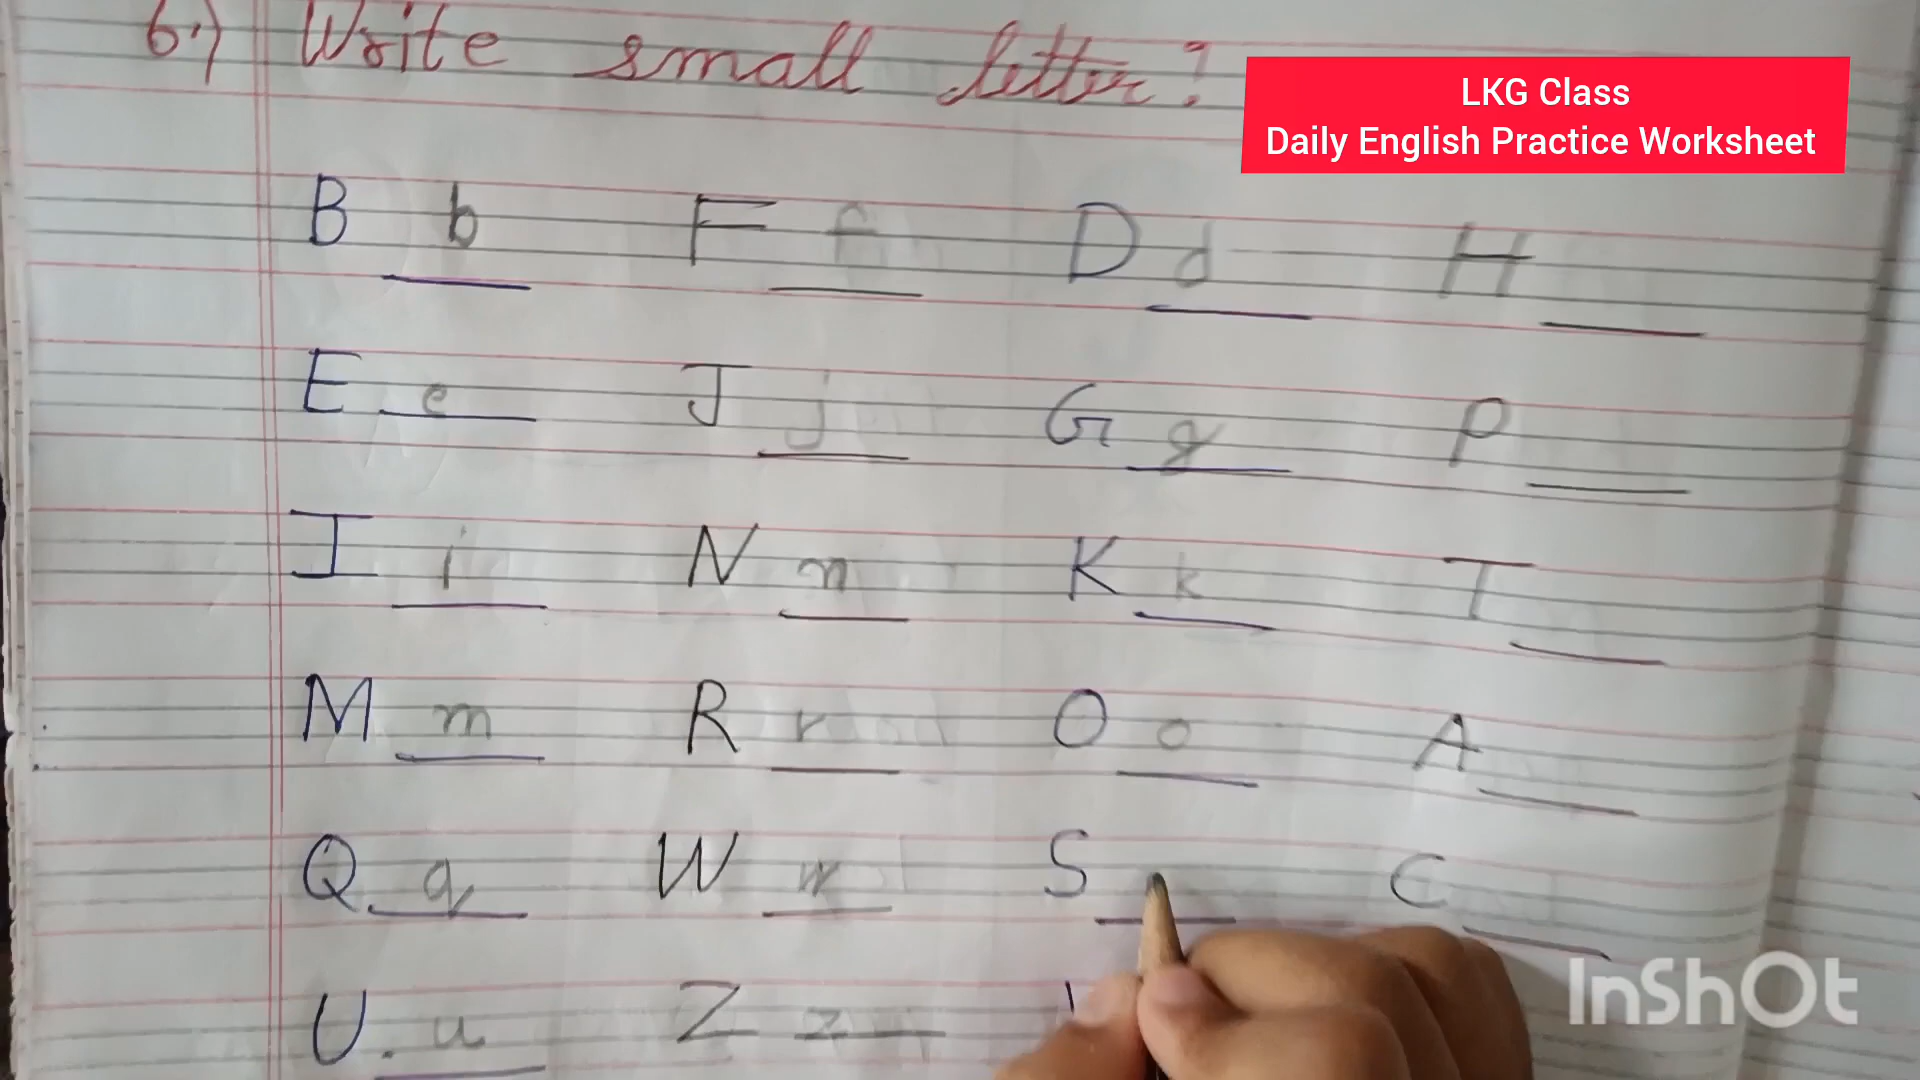 6.) Write small letter?
LKG Class
Daily English Practice Worksheet
B b F f D d H
E e J j G g P
I i N n K k T
M m R r O o A
Q q W w S C
U. u Z z
InShOt